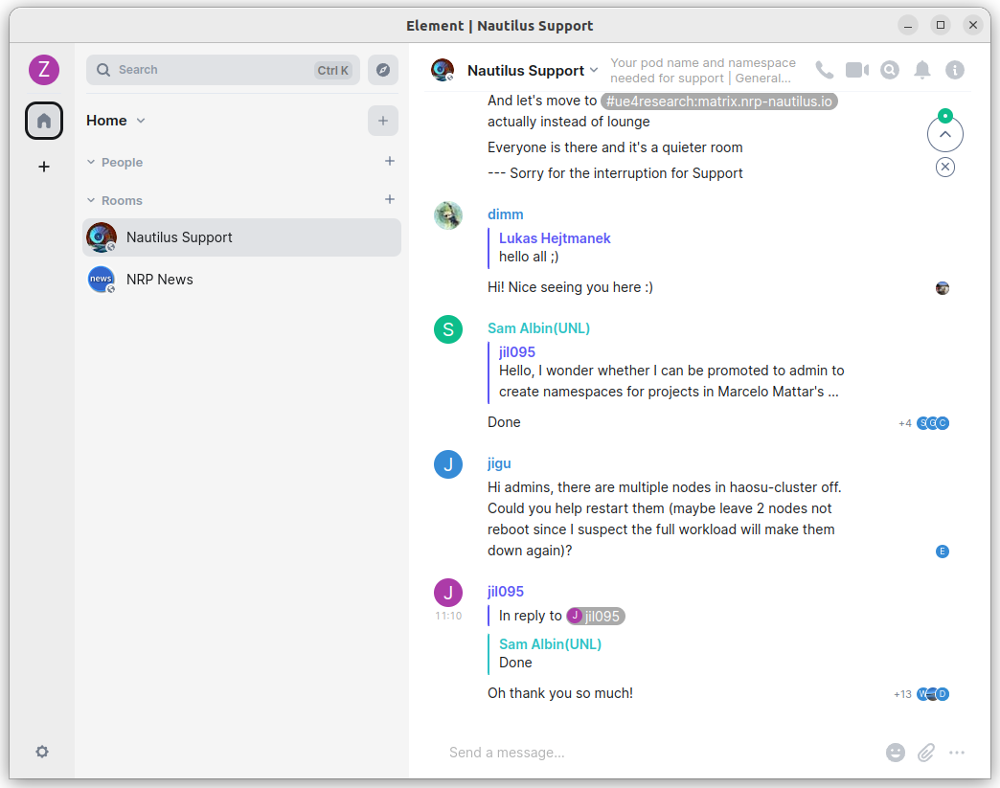 Element | Nautilus Support
Z
Search
Ctrl K
Home
People
Rooms
Nautilus Support
news
NRP News
Nautilus Support
Your pod name and namespace
needed for support | General...
And let's move to #ue4research:matrix.nrp-nautilus.io
actually instead of lounge
Everyone is there and it's a quieter room
--- Sorry for the interruption for Support
dimm
Lukas Hejtmanek
hello all ;)
Hi! Nice seeing you here :)
S
Sam Albin(UNL)
jil095
Hello, I wonder whether I can be promoted to admin to
create namespaces for projects in Marcelo Mattar's ...
Done
+4 S G C
J
jigu
Hi admins, there are multiple nodes in haosu-cluster off.
Could you help restart them (maybe leave 2 nodes not
reboot since I suspect the full workload will make them
down again)?
E
J
jil095
11:10
In reply to J jil095
Sam Albin(UNL)
Done
Oh thank you so much!
+13 W D
Send a message...